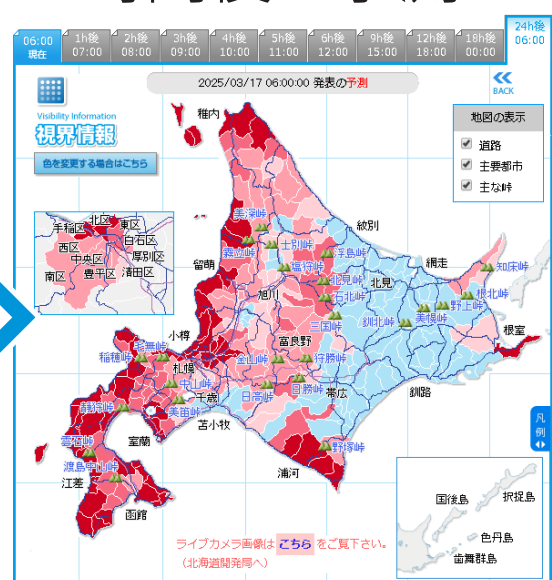 06:00
現在
1h後
07:00
2h後
08:00
3h後
09:00
4h後
10:00
5h後
11:00
6h後
12:00
9h後
15:00
12h後
18:00
18h後
00:00
24h後
06:00
2025/03/17 06:00:00 発表の予測
BACK
Visibility Information
視界情報
色を変更する場合はこちら
地図の表示
道路
主要都市
主な峠
稚内
美深峠
紋別
手稲区
北区
東区
西区
白石区
中央区
厚別区
南区
豊平区
清田区
霧立峠
士別峠
浮島峠
網走
知床峠
留萌
塩狩峠
旭川
北見峠
北見
石北峠
根北峠
野上峠
美幌峠
三国峠
釧北峠
根室
小樽
毛無峠
稲穂峠
札幌
富良野
金山峠
狩勝峠
中山峠
日勝峠
帯広
釧路
千歳
日高峠
静狩峠
美笛峠
苫小牧
凡例
雲石峠
室蘭
野塚峠
渡島中山峠
江差
浦河
函館
国後島
択捉島
色丹島
歯舞群島
ライブカメラ画像は こちら をご覧下さい。
(北海道開発局へ)